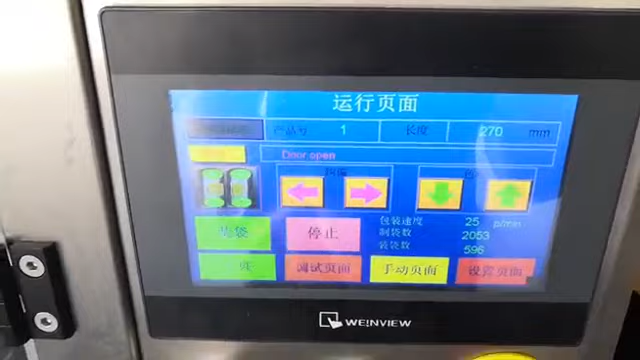 运行页面
产品号 1 长度 270 mm
Door open
纠偏
停止
包装速度 25 p/min
制袋数 2053
装袋数 596
调试页面 手动页面 设置页面
WEINVIEW